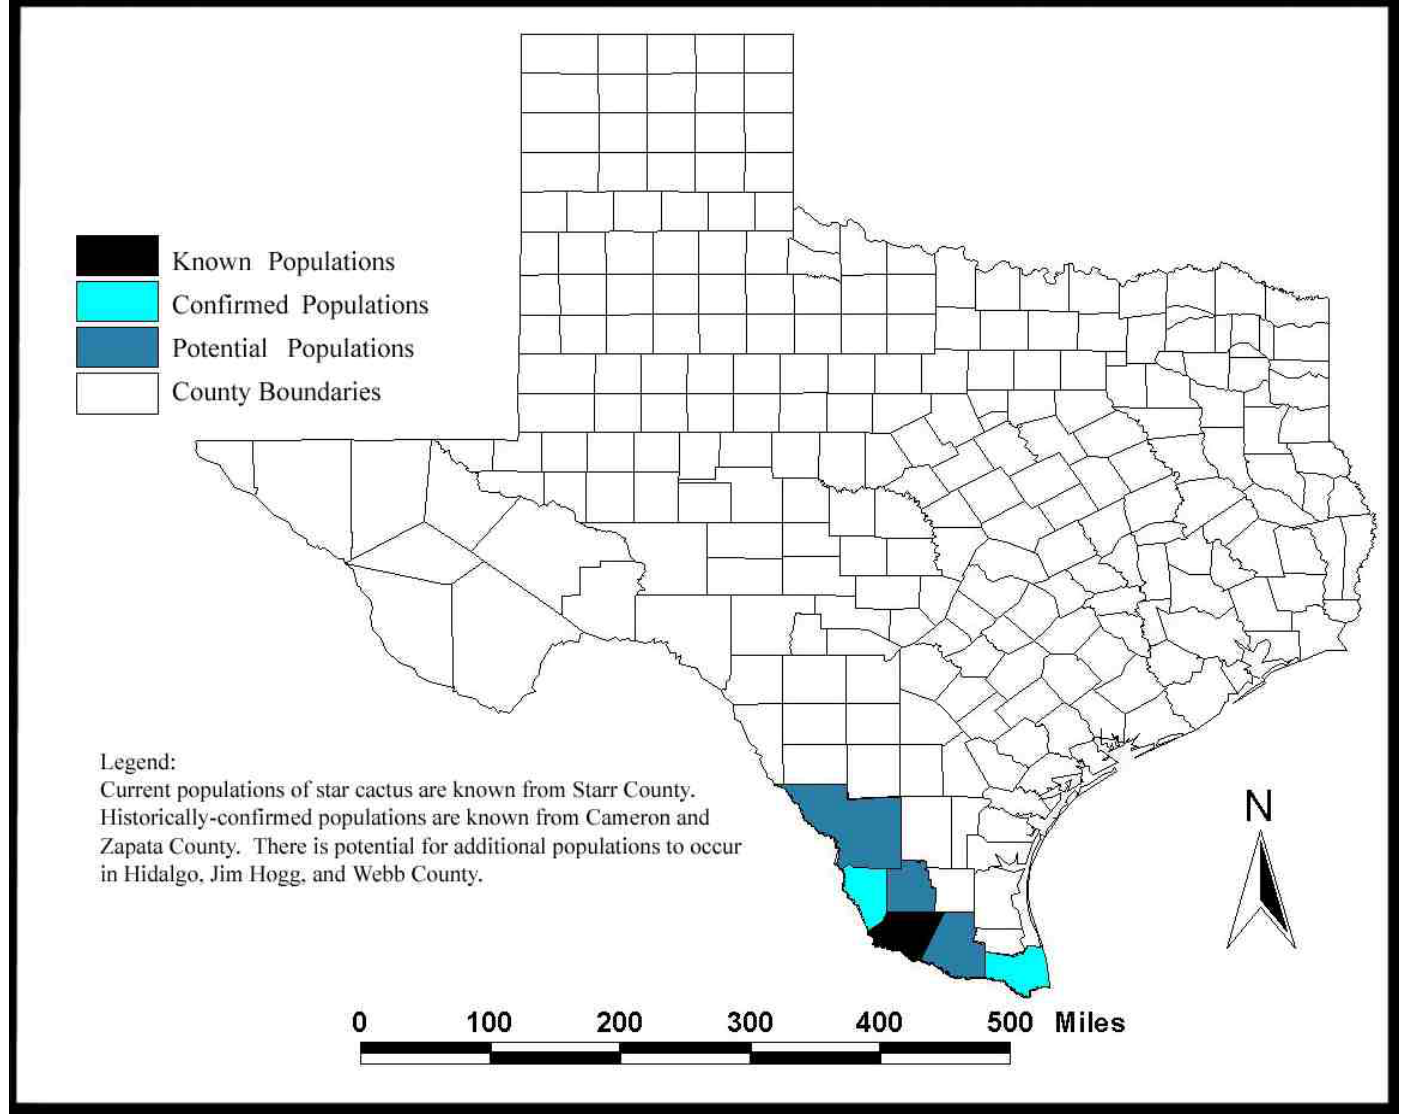 Known Populations
Confirmed Populations
Potential Populations
County Boundaries
Legend:
Current populations of star cactus are known from Starr County.
Historically-confirmed populations are known from Cameron and
Zapata County. There is potential for additional populations to occur
in Hidalgo, Jim Hogg, and Webb County.
N
0 100 200 300 400 500 Miles